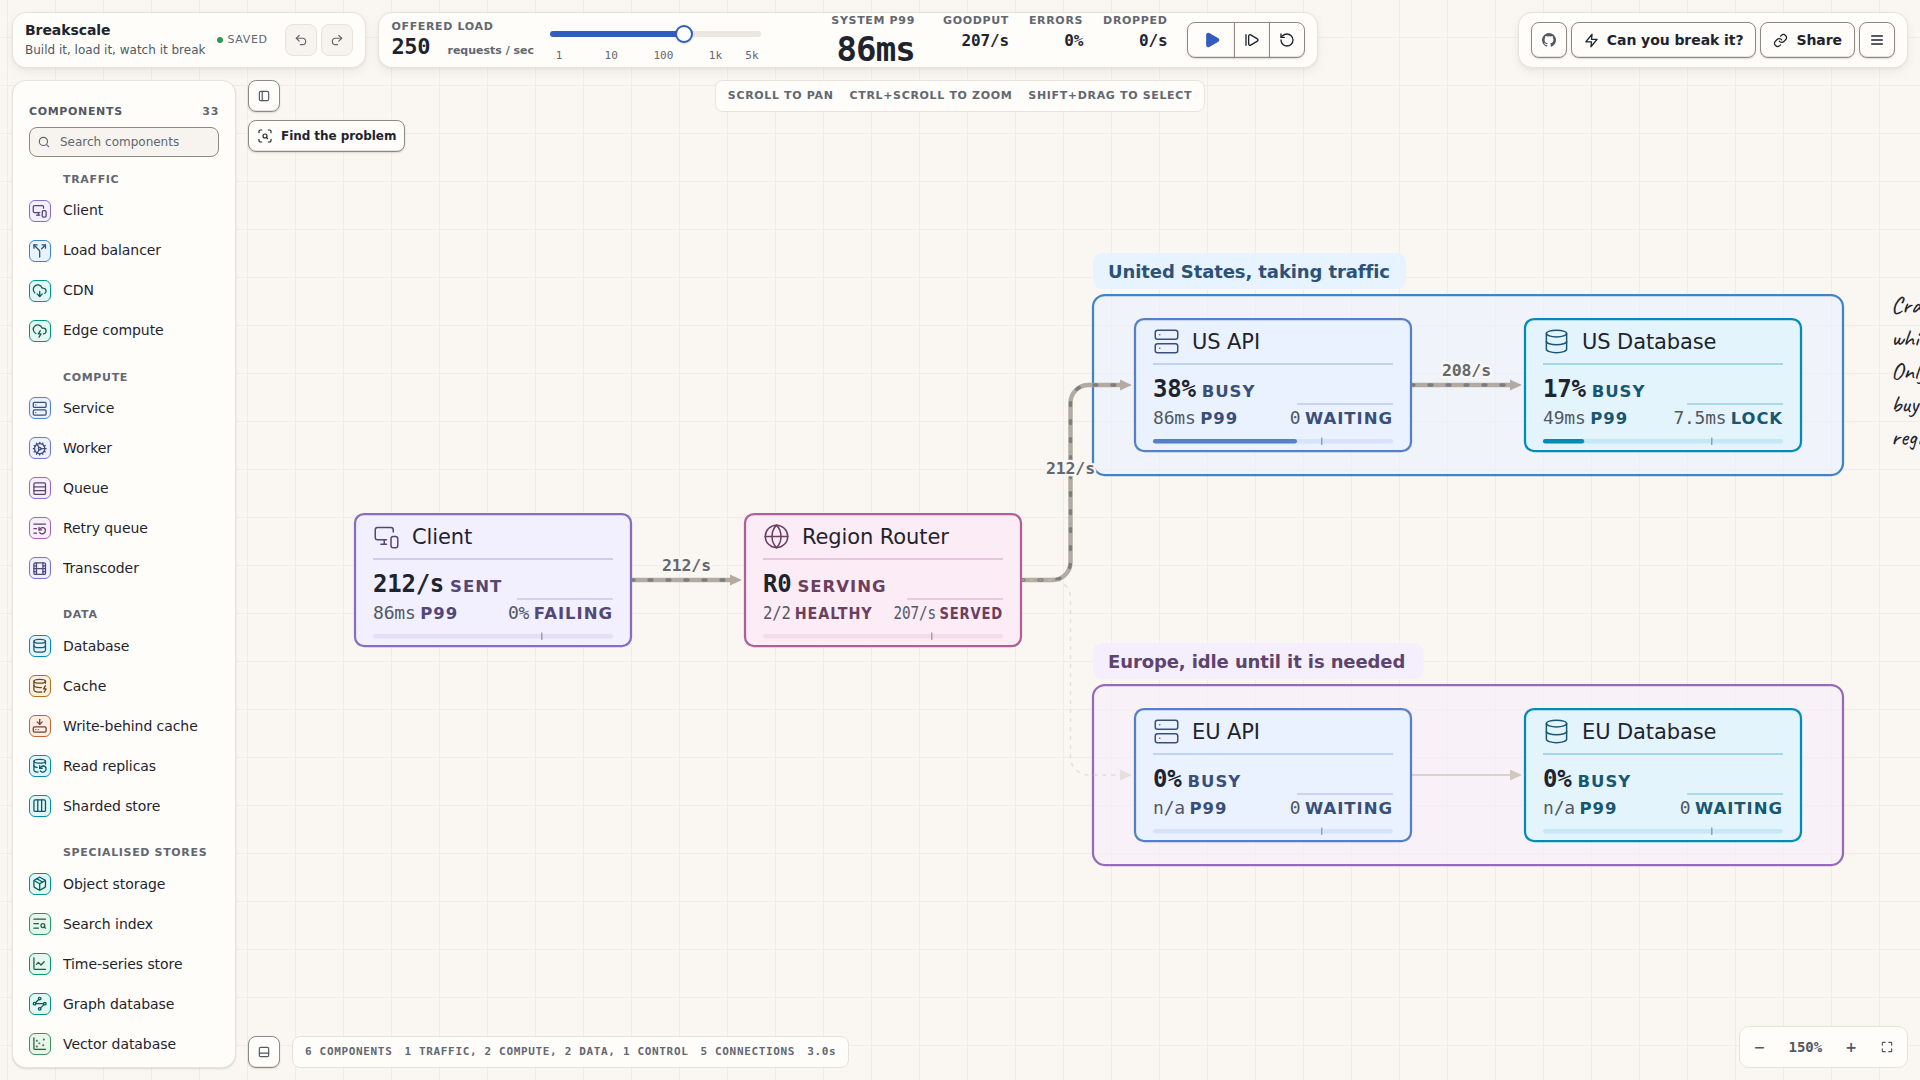 Breakscale
Build it, load it, watch it break
SAVED
OFFERED LOAD
250 requests / sec
1 10 100 1k 5k
SYSTEM P99
86ms
GOODPUT
207/s
ERRORS
0%
DROPPED
0/s
Can you break it?
Share
SCROLL TO PAN CTRL+SCROLL TO ZOOM SHIFT+DRAG TO SELECT
Find the problem
COMPONENTS 33
Search components
TRAFFIC
Client
Load balancer
CDN
Edge compute
COMPUTE
Service
Worker
Queue
Retry queue
Transcoder
DATA
Database
Cache
Write-behind cache
Read replicas
Sharded store
SPECIALISED STORES
Object storage
Search index
Time-series store
Graph database
Vector database
Client
212/s SENT
86ms P99 0% FAILING
212/s
Region Router
R0 SERVING
2/2 HEALTHY 207/s SERVED
212/s
United States, taking traffic
US API
38% BUSY
86ms P99 0 WAITING
208/s
US Database
17% BUSY
49ms P99 7.5ms LOCK
Europe, idle until it is needed
EU API
0% BUSY
n/a P99 0 WAITING
EU Database
0% BUSY
n/a P99 0 WAITING
buy
6 COMPONENTS 1 TRAFFIC, 2 COMPUTE, 2 DATA, 1 CONTROL 5 CONNECTIONS 3.0s
− 150% +